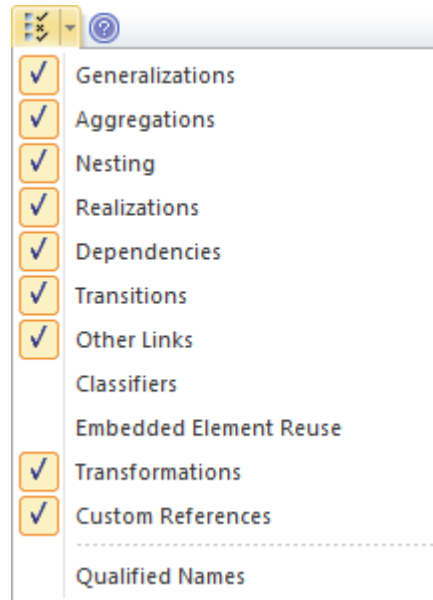 Generalizations
Aggregations
Nesting
Realizations
Dependencies
Transitions
Other Links
Classifiers
Embedded Element Reuse
Transformations
Custom References
Qualified Names